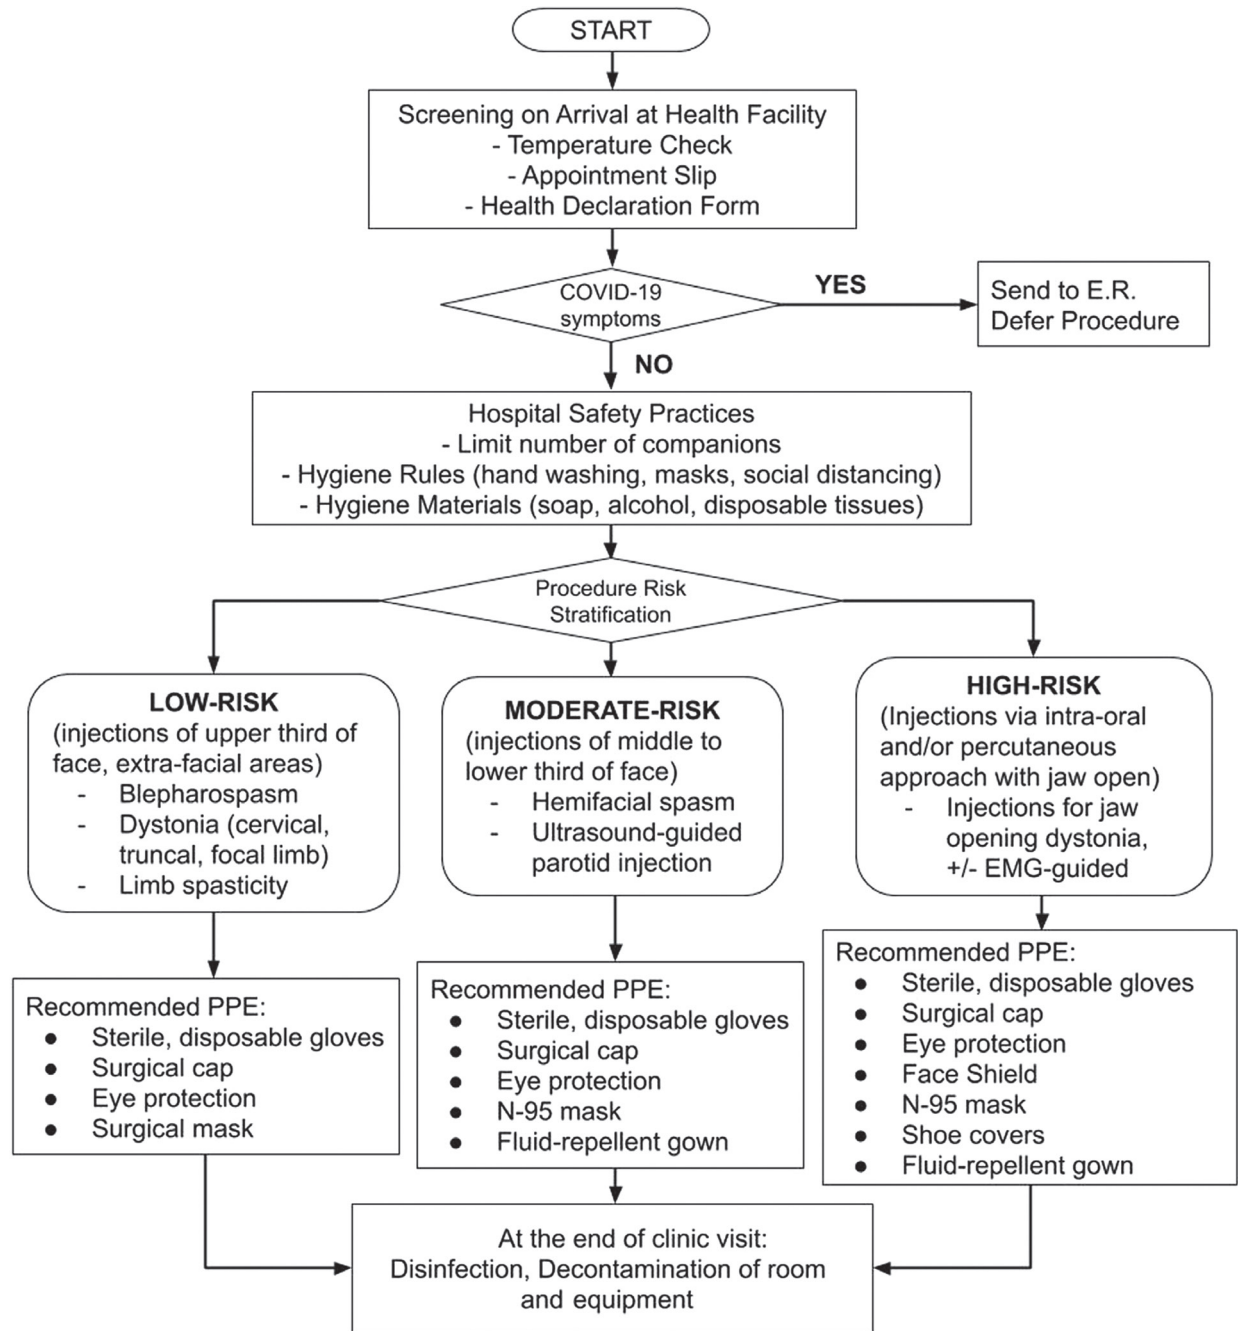 START
Screening on Arrival at Health Facility
- Temperature Check
- Appointment Slip
- Health Declaration Form
COVID-19
symptoms
YES
Send to E.R.
Defer Procedure
NO
Hospital Safety Practices
- Limit number of companions
- Hygiene Rules (hand washing, masks, social distancing)
- Hygiene Materials (soap, alcohol, disposable tissues)
Procedure Risk
Stratification
LOW-RISK
(injections of upper third of
face, extra-facial areas)
- Blepharospasm
- Dystonia (cervical,
truncal, focal limb)
- Limb spasticity
MODERATE-RISK
(injections of middle to
lower third of face)
- Hemifacial spasm
- Ultrasound-guided
parotid injection
HIGH-RISK
(Injections via intra-oral
and/or percutaneous
approach with jaw open)
- Injections for jaw
opening dystonia,
+/- EMG-guided
Recommended PPE:
● Sterile, disposable gloves
● Surgical cap
● Eye protection
● Surgical mask
Recommended PPE:
● Sterile, disposable gloves
● Surgical cap
● Eye protection
● N-95 mask
● Fluid-repellent gown
Recommended PPE:
● Sterile, disposable gloves
● Surgical cap
● Eye protection
● Face Shield
● N-95 mask
● Shoe covers
● Fluid-repellent gown
At the end of clinic visit:
Disinfection, Decontamination of room
and equipment